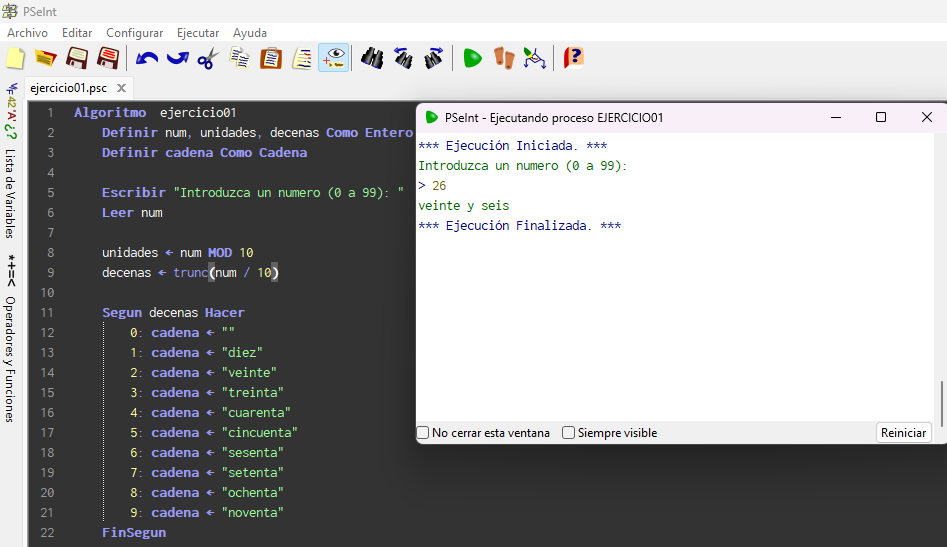 PSeInt
Archivo Editar Configurar Ejecutar Ayuda
ejercicio01.psc
Lista de Variables
Operadores y Funciones
1 Algoritmo ejercicio01
2 Definir num, unidades, decenas Como Entero
3 Definir cadena Como Cadena
4
5 Escribir "Introduzca un numero (0 a 99): "
6 Leer num
7
8 unidades ← num MOD 10
9 decenas ← trunc(num / 10)
10
11 Segun decenas Hacer
12 0: cadena ← ""
13 1: cadena ← "diez"
14 2: cadena ← "veinte"
15 3: cadena ← "treinta"
16 4: cadena ← "cuarenta"
17 5: cadena ← "cincuenta"
18 6: cadena ← "sesenta"
19 7: cadena ← "setenta"
20 8: cadena ← "ochenta"
21 9: cadena ← "noventa"
22 FinSegun
PSeInt - Ejecutando proceso EJERCICIO01
*** Ejecución Iniciada. ***
Introduzca un numero (0 a 99):
> 26
veinte y seis
*** Ejecución Finalizada. ***
No cerrar esta ventana Siempre visible Reiniciar